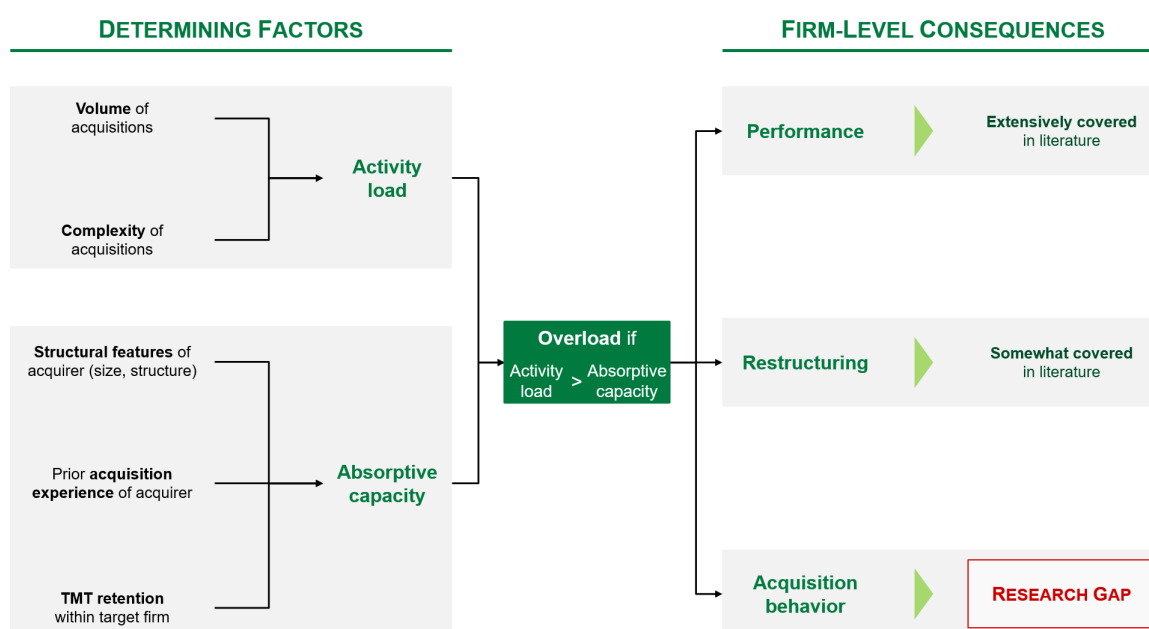 DETERMINING FACTORS
Volume of
acquisitions
Complexity of
acquisitions
Activity
load
Structural features of
acquirer (size, structure)
Prior acquisition
experience of acquirer
TMT retention
within target firm
Absorptive
capacity
Overload if
Activity
load
>
Absorptive
capacity
FIRM-LEVEL CONSEQUENCES
Performance
Extensively covered
in literature
Restructuring
Somewhat covered
in literature
Acquisition
behavior
RESEARCH GAP